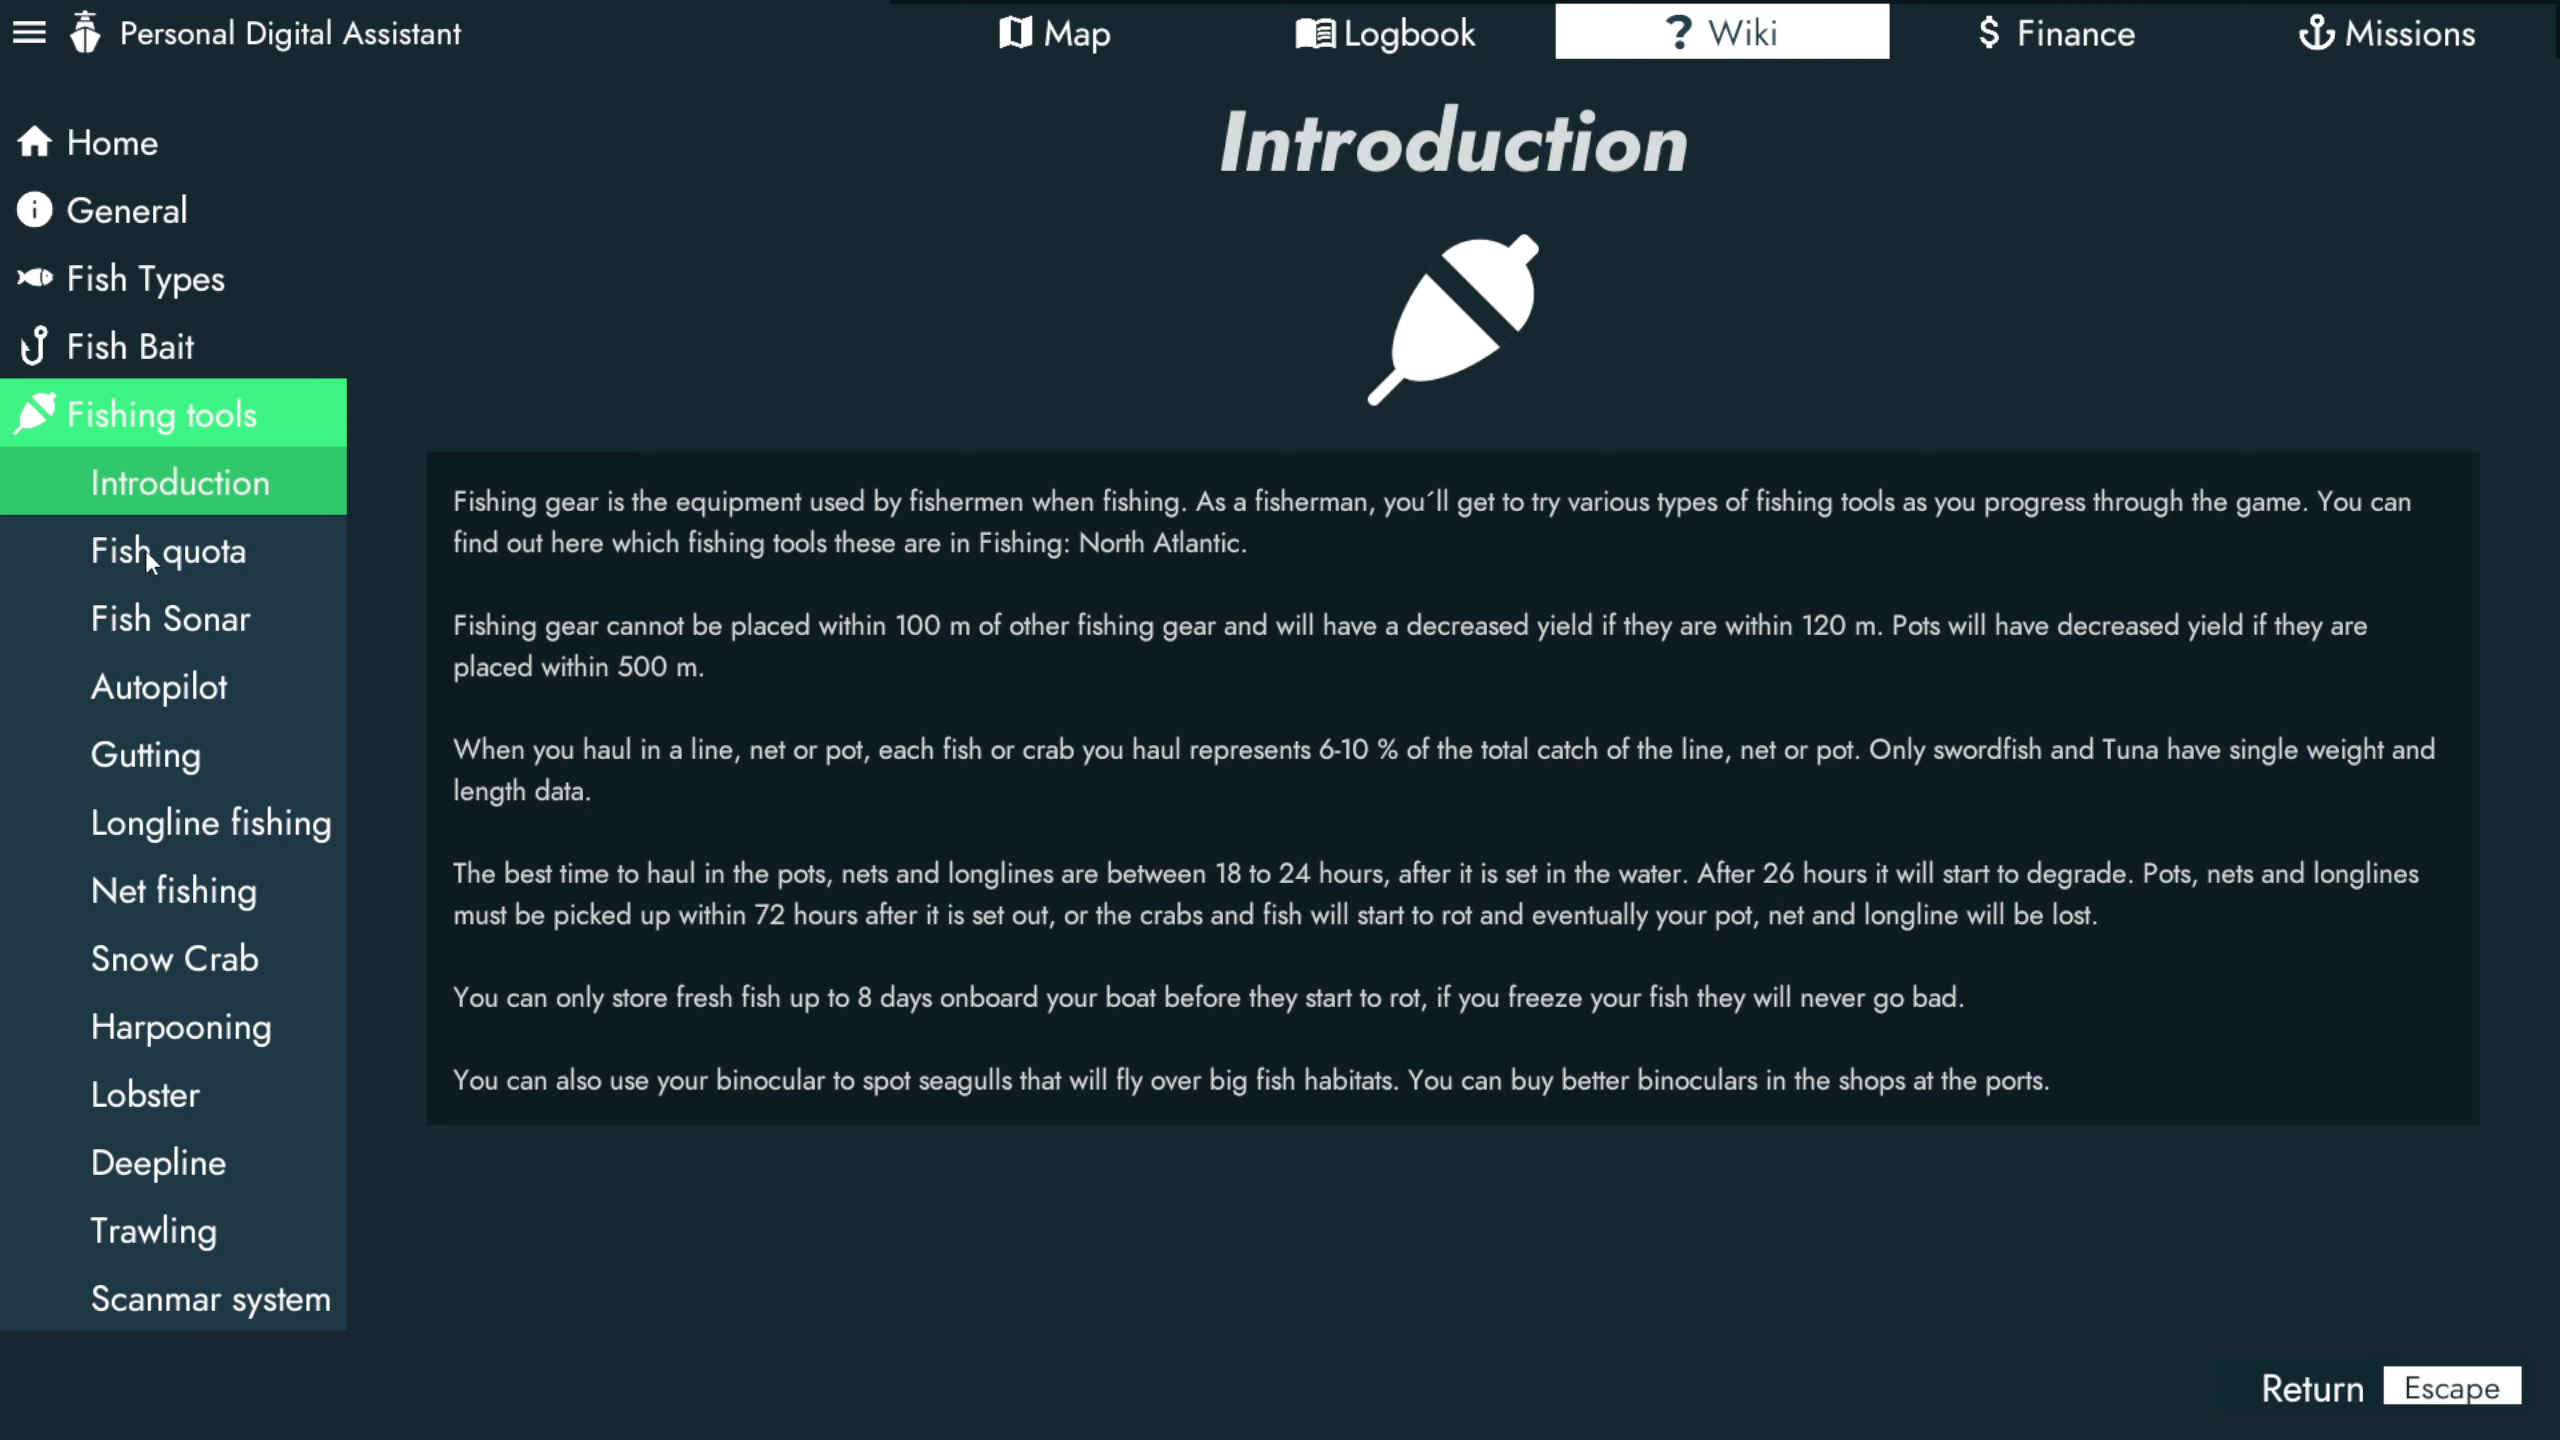 Personal Digital Assistant
Map
Logbook
? Wiki
$ Finance
Missions
Home
General
Fish Types
Fish Bait
Fishing tools
Introduction
Fish quota
Fish Sonar
Autopilot
Gutting
Longline fishing
Net fishing
Snow Crab
Harpooning
Lobster
Deepline
Trawling
Scanmar system
Introduction
Fishing gear is the equipment used by fishermen when fishing. As a fisherman, you´ll get to try various types of fishing tools as you progress through the game. You can
find out here which fishing tools these are in Fishing: North Atlantic.
Fishing gear cannot be placed within 100 m of other fishing gear and will have a decreased yield if they are within 120 m. Pots will have decreased yield if they are
placed within 500 m.
When you haul in a line, net or pot, each fish or crab you haul represents 6-10 % of the total catch of the line, net or pot. Only swordfish and Tuna have single weight and
length data.
The best time to haul in the pots, nets and longlines are between 18 to 24 hours, after it is set in the water. After 26 hours it will start to degrade. Pots, nets and longlines
must be picked up within 72 hours after it is set out, or the crabs and fish will start to rot and eventually your pot, net and longline will be lost.
You can only store fresh fish up to 8 days onboard your boat before they start to rot, if you freeze your fish they will never go bad.
You can also use your binocular to spot seagulls that will fly over big fish habitats. You can buy better binoculars in the shops at the ports.
Return Escape